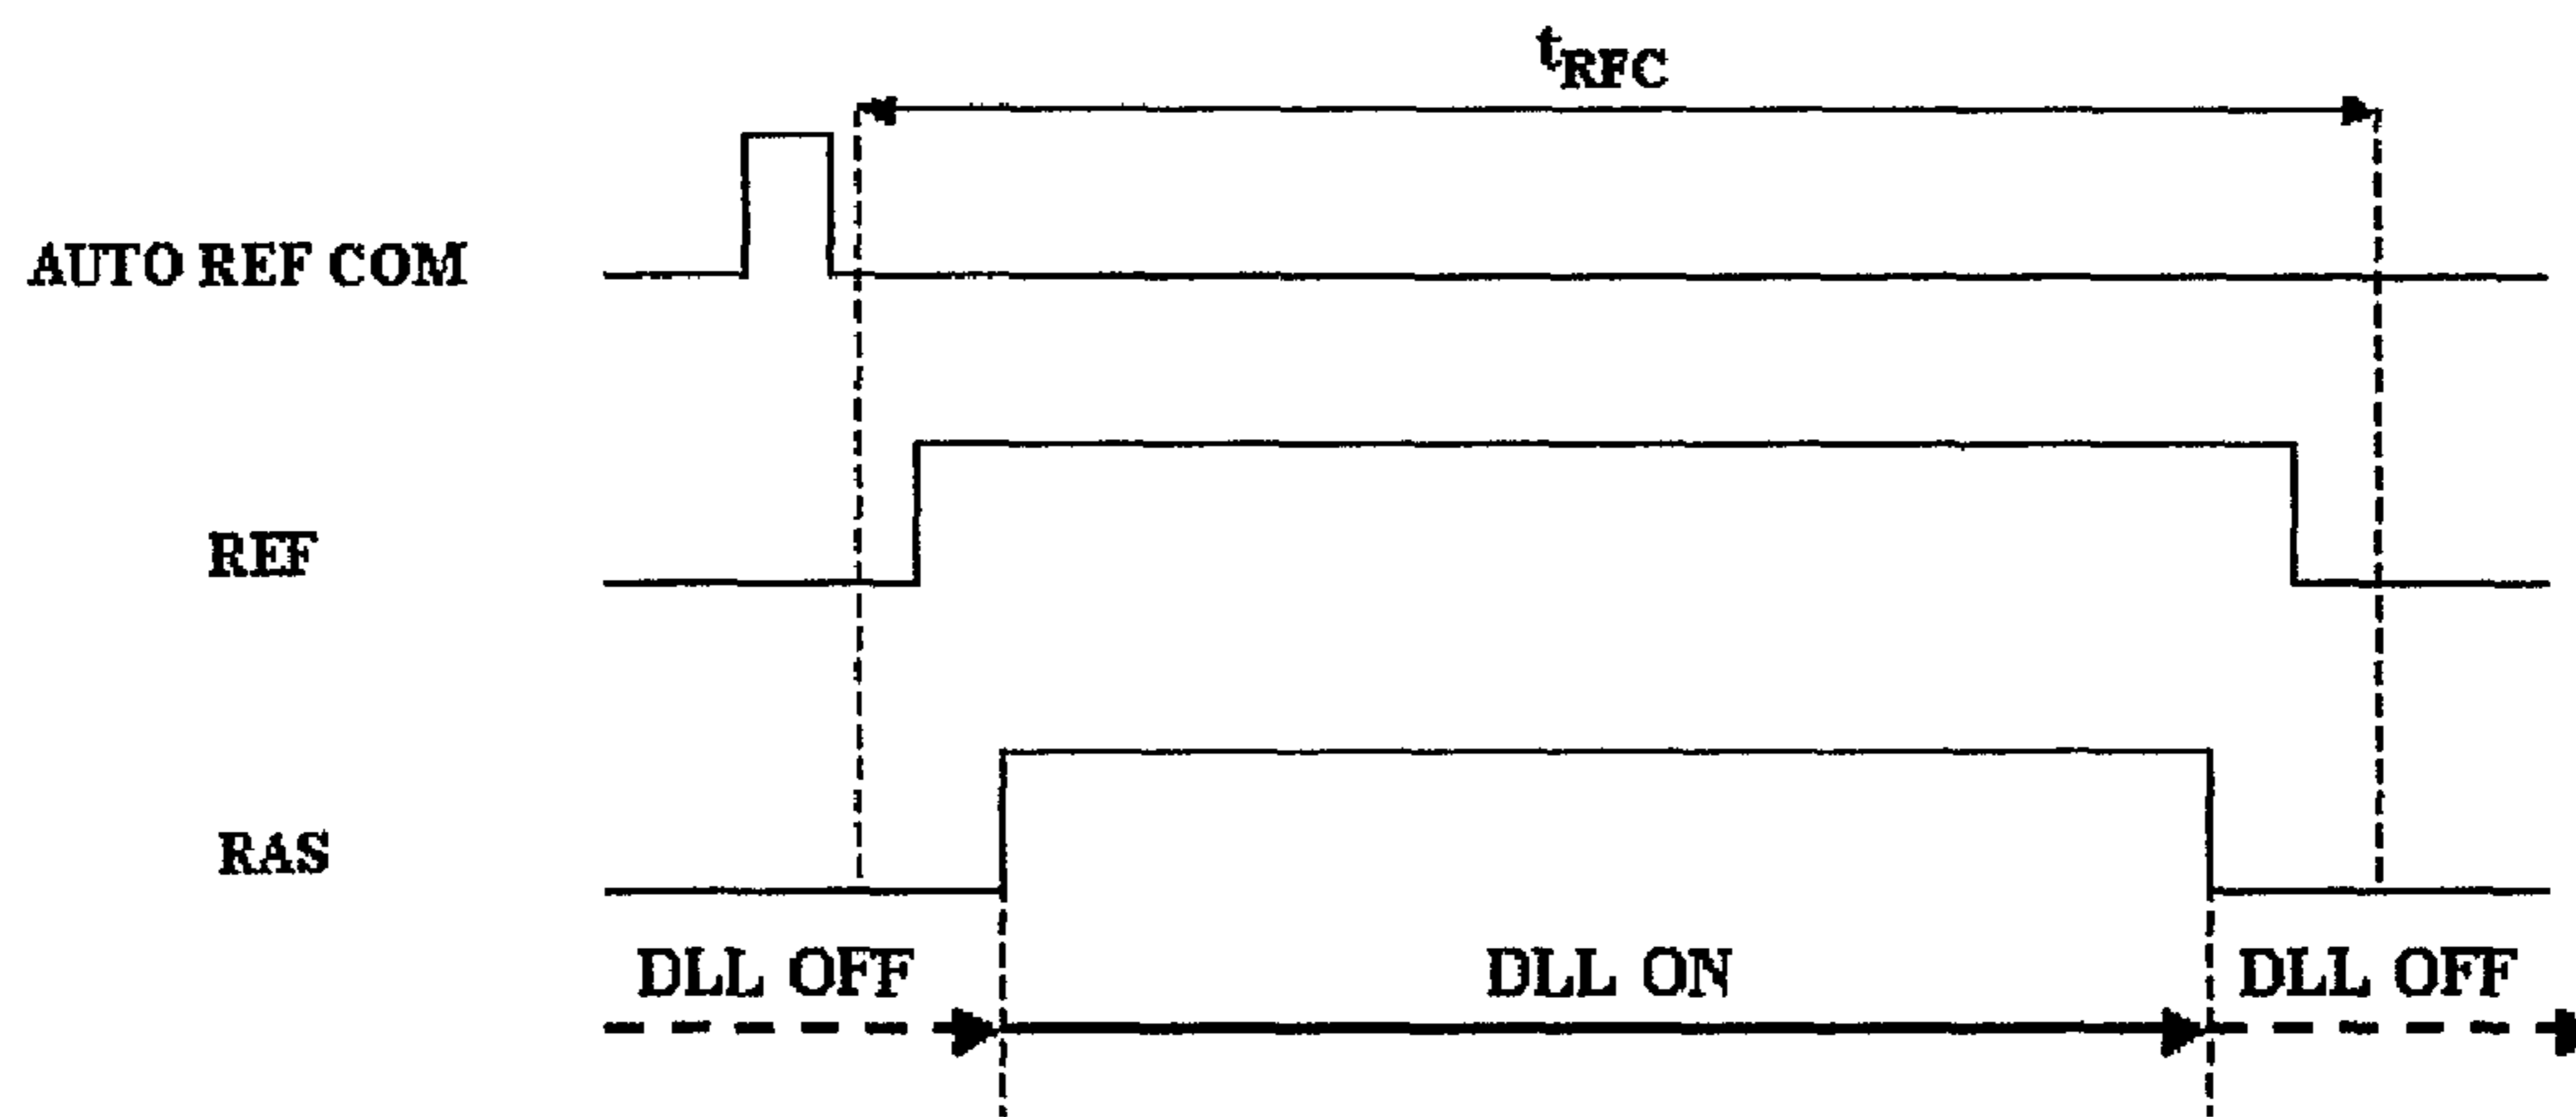 tRFC
AUTO REF COM
REF
RAS
DLL OFF DLL ON DLL OFF